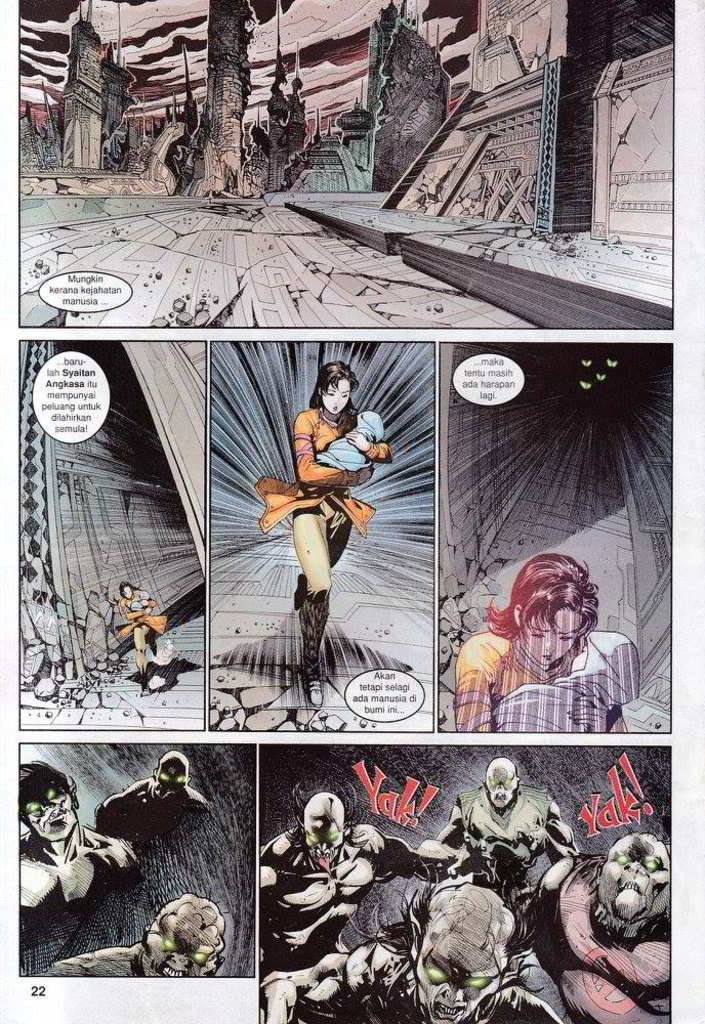 Mungkin
kerana kejahatan
manusia ...
...baru-
lah Syaitan
Angkasa itu
mempunyai
peluang untuk
dilahirkan
semula!
Akan
tetapi selagi
ada manusia di
bumi ini...
...maka
tentu masih
ada harapan
lagi.
Yak!
Yak!
22